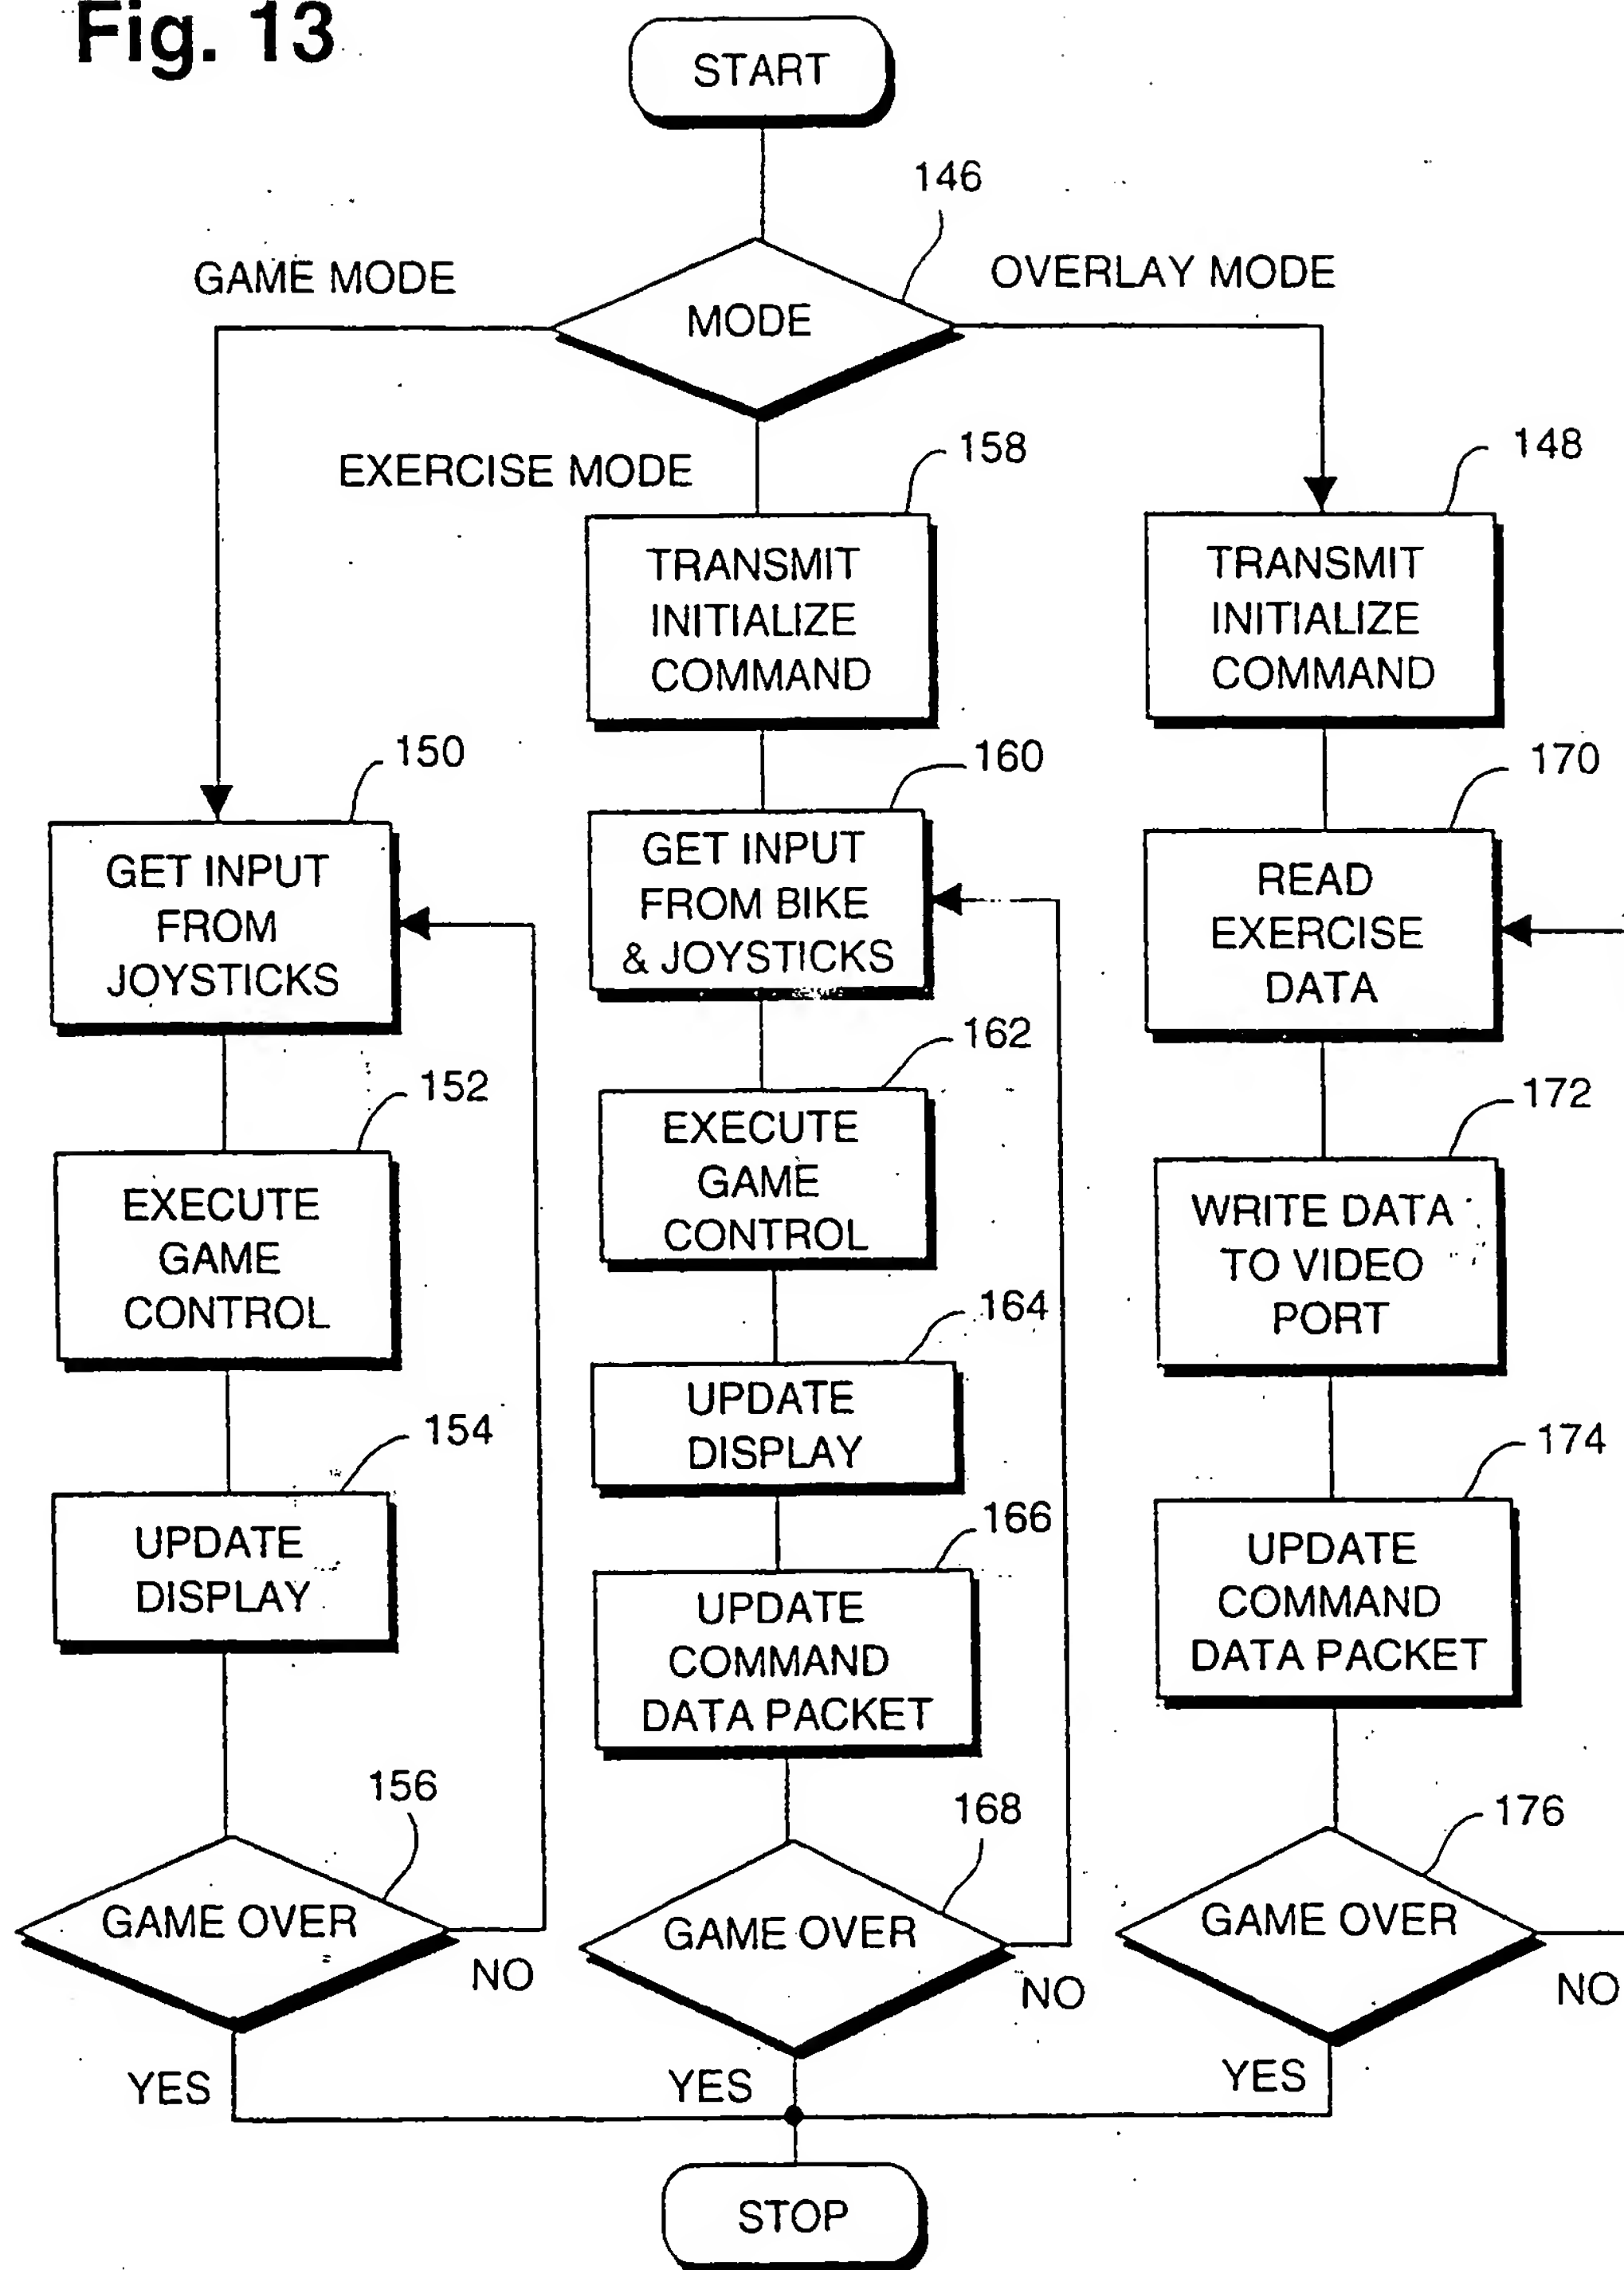 Fig. 13
START
146
GAME MODE
MODE
OVERLAY MODE
EXERCISE MODE
158
TRANSMIT
INITIALIZE
COMMAND
148
TRANSMIT
INITIALIZE
COMMAND
150
GET INPUT
FROM
JOYSTICKS
160
GET INPUT
FROM BIKE
& JOYSTICKS
170
READ
EXERCISE
DATA
152
EXECUTE
GAME
CONTROL
162
EXECUTE
GAME
CONTROL
172
WRITE DATA
TO VIDEO
PORT
154
UPDATE
DISPLAY
164
UPDATE
DISPLAY
166
UPDATE
COMMAND
DATA PACKET
174
UPDATE
COMMAND
DATA PACKET
156
GAME OVER
NO
YES
168
GAME OVER
NO
YES
176
GAME OVER
NO
YES
STOP